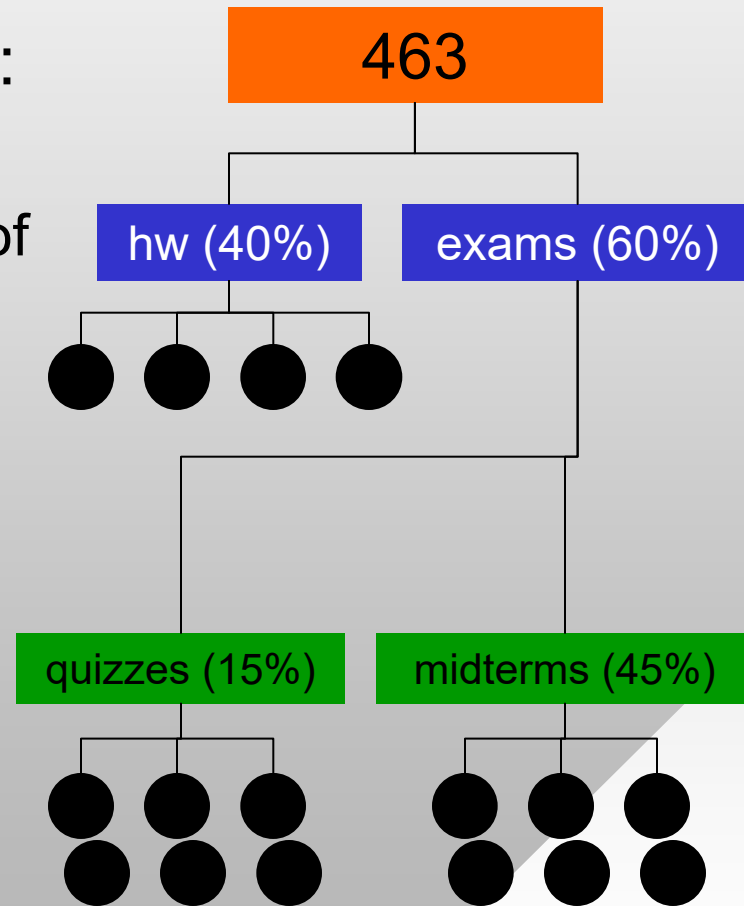 :
463
of
hw (40%)
exams (60%)
quizzes (15%)
midterms (45%)